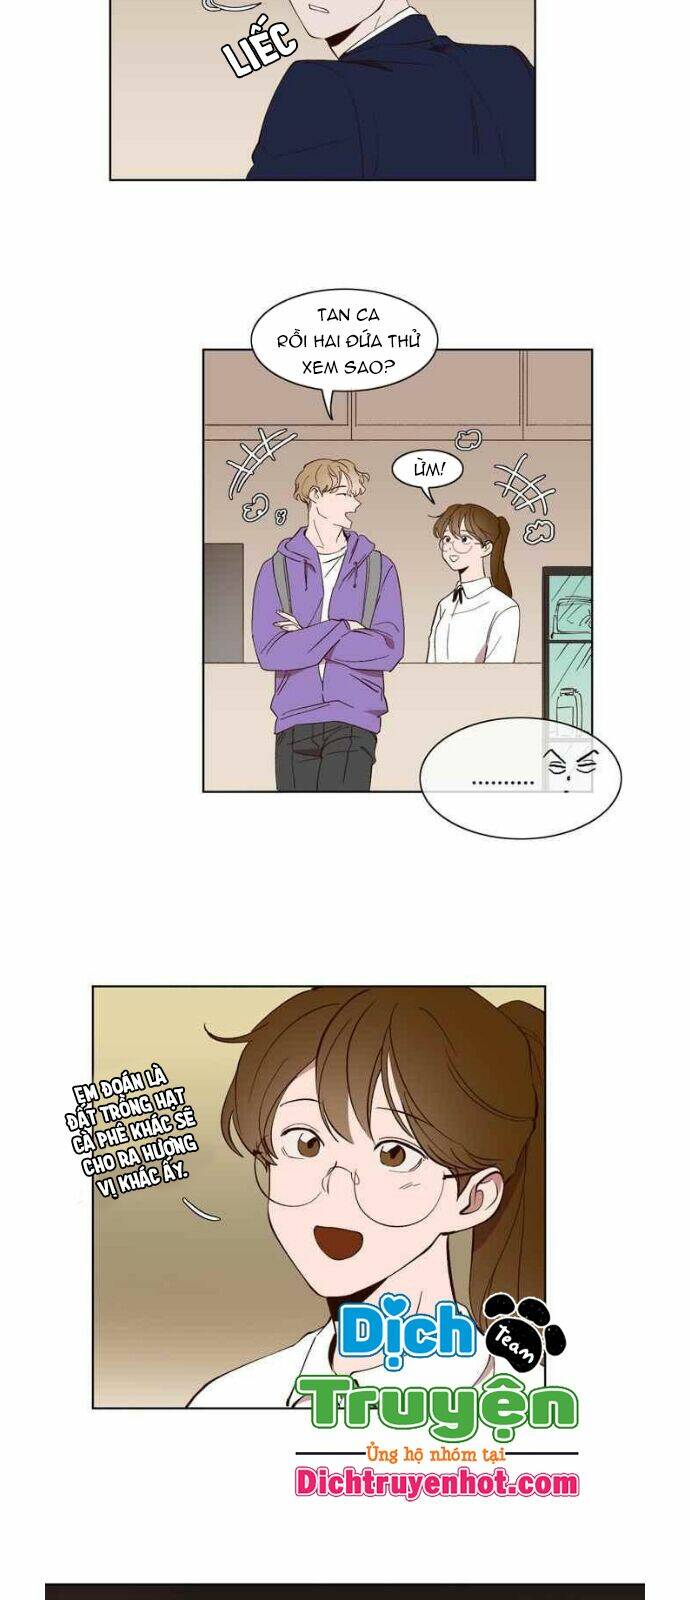 LIẾC
TAN CA
RỒI HAI ĐỨA THỬ
XEM SAO?
ỪM!
..........
EM ĐOÁN LÀ
ĐẤT TRỒNG HẠT
CÀ PHÊ KHÁC SẼ
CHO RA HƯƠNG
VỊ KHÁC ẤY.
Dịch
Team
Truyện
Ủng hộ nhóm tại
Dichtruyenhot.com